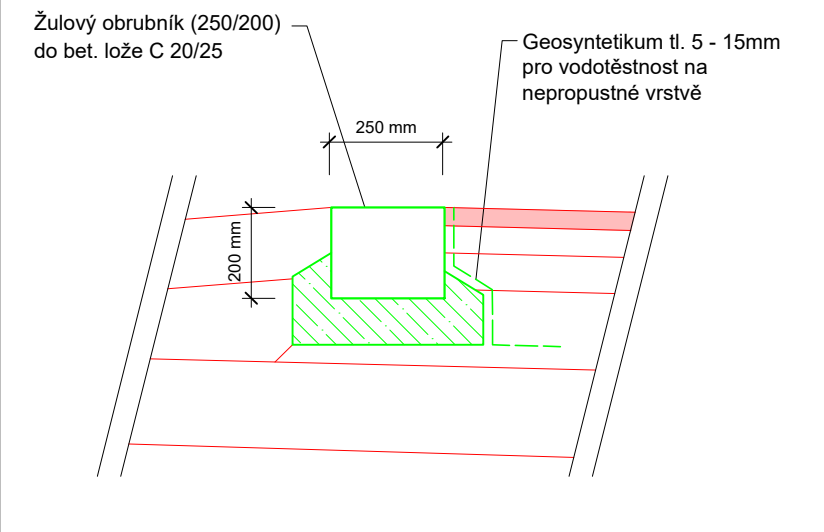 Žulový obrubník (250/200)
do bet. lože C 20/25
Geosyntetikum tl. 5 - 15mm
pro vodotěstnost na
nepropustné vrstvě
250 mm
200 mm